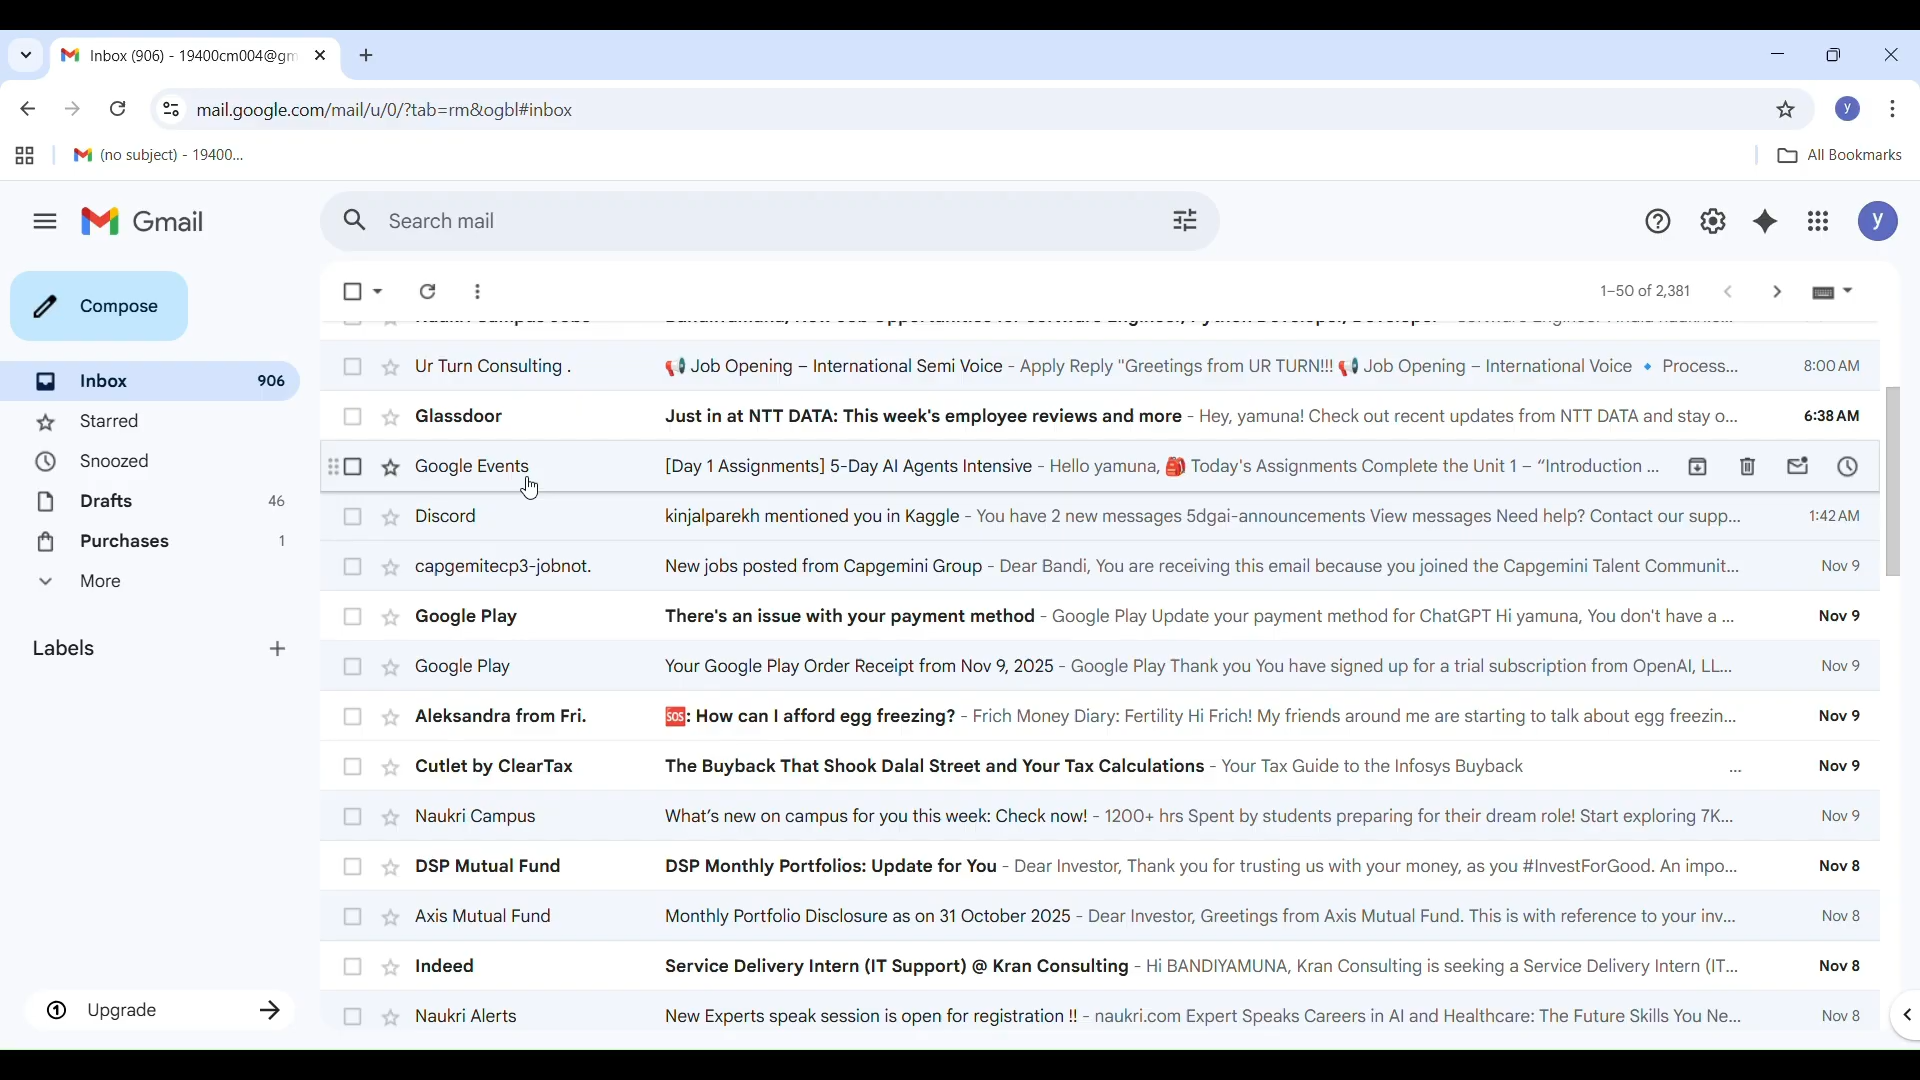 Inbox (906) - 19400cm004@gm
mail.google.com/mail/u/0/?tab=rm&ogbl#inbox
y
(no subject) - 19400...
All Bookmarks
Gmail
Search mail
y
Compose
1–50 of 2,381
Inbox 906
Starred
Snoozed
Drafts 46
Purchases 1
More
Labels
Upgrade
Ur Turn Consulting . 📢 Job Opening – International Semi Voice - Apply Reply "Greetings from UR TURN!!! 📢 Job Opening – International Voice 🔹 Process... 8:00 AM
Glassdoor Just in at NTT DATA: This week's employee reviews and more - Hey, yamuna! Check out recent updates from NTT DATA and stay o... 6:38 AM
Google Events [Day 1 Assignments] 5-Day AI Agents Intensive - Hello yamuna, 🎒 Today's Assignments Complete the Unit 1 – “Introduction ...
Discord kinjalparekh mentioned you in Kaggle - You have 2 new messages 5dgai-announcements View messages Need help? Contact our supp... 1:42 AM
capgemitecp3-jobnot. New jobs posted from Capgemini Group - Dear Bandi, You are receiving this email because you joined the Capgemini Talent Communit... Nov 9
Google Play There's an issue with your payment method - Google Play Update your payment method for ChatGPT Hi yamuna, You don't have a ... Nov 9
Google Play Your Google Play Order Receipt from Nov 9, 2025 - Google Play Thank you You have signed up for a trial subscription from OpenAI, LL... Nov 9
Aleksandra from Fri. 🆘: How can I afford egg freezing? - Frich Money Diary: Fertility Hi Frich! My friends around me are starting to talk about egg freezin... Nov 9
Cutlet by ClearTax The Buyback That Shook Dalal Street and Your Tax Calculations - Your Tax Guide to the Infosys Buyback ... Nov 9
Naukri Campus What’s new on campus for you this week: Check now! - 1200+ hrs Spent by students preparing for their dream role! Start exploring 7K... Nov 9
DSP Mutual Fund DSP Monthly Portfolios: Update for You - Dear Investor, Thank you for trusting us with your money, as you #InvestForGood. An impo... Nov 8
Axis Mutual Fund Monthly Portfolio Disclosure as on 31 October 2025 - Dear Investor, Greetings from Axis Mutual Fund. This is with reference to your inv... Nov 8
Indeed Service Delivery Intern (IT Support) @ Kran Consulting - Hi BANDIYAMUNA, Kran Consulting is seeking a Service Delivery Intern (IT... Nov 8
Naukri Alerts New Experts speak session is open for registration !! - naukri.com Expert Speaks Careers in AI and Healthcare: The Future Skills You Ne... Nov 8